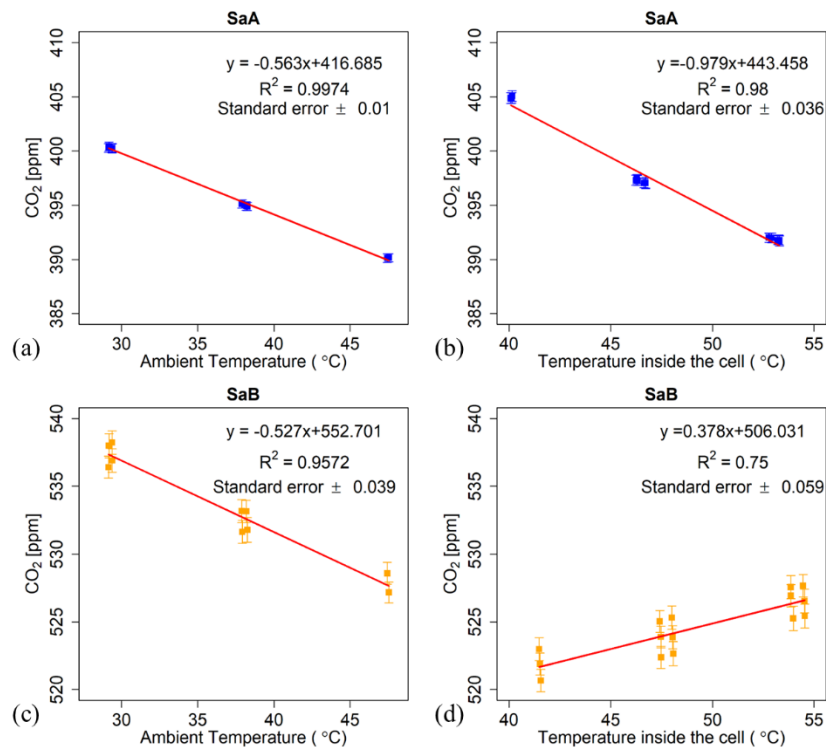 SaA
y = -0.563x+416.685
R² = 0.9974
Standard error ± 0.01
CO₂ [ppm]
385 390 395 400 405 410
30 35 40 45
(a) Ambient Temperature ( °C)
SaA
y = -0.979x+443.458
R² = 0.98
Standard error ± 0.036
CO₂ [ppm]
385 390 395 400 405 410
40 45 50 55
(b) Temperature inside the cell ( °C)
SaB
y = -0.527x+552.701
R² = 0.9572
Standard error ± 0.039
CO₂ [ppm]
520 525 530 535 540
30 35 40 45
(c) Ambient Temperature ( °C)
SaB
y =0.378x+506.031
R² = 0.75
Standard error ± 0.059
CO₂ [ppm]
520 525 530 535 540
40 45 50 55
(d) Temperature inside the cell ( °C)